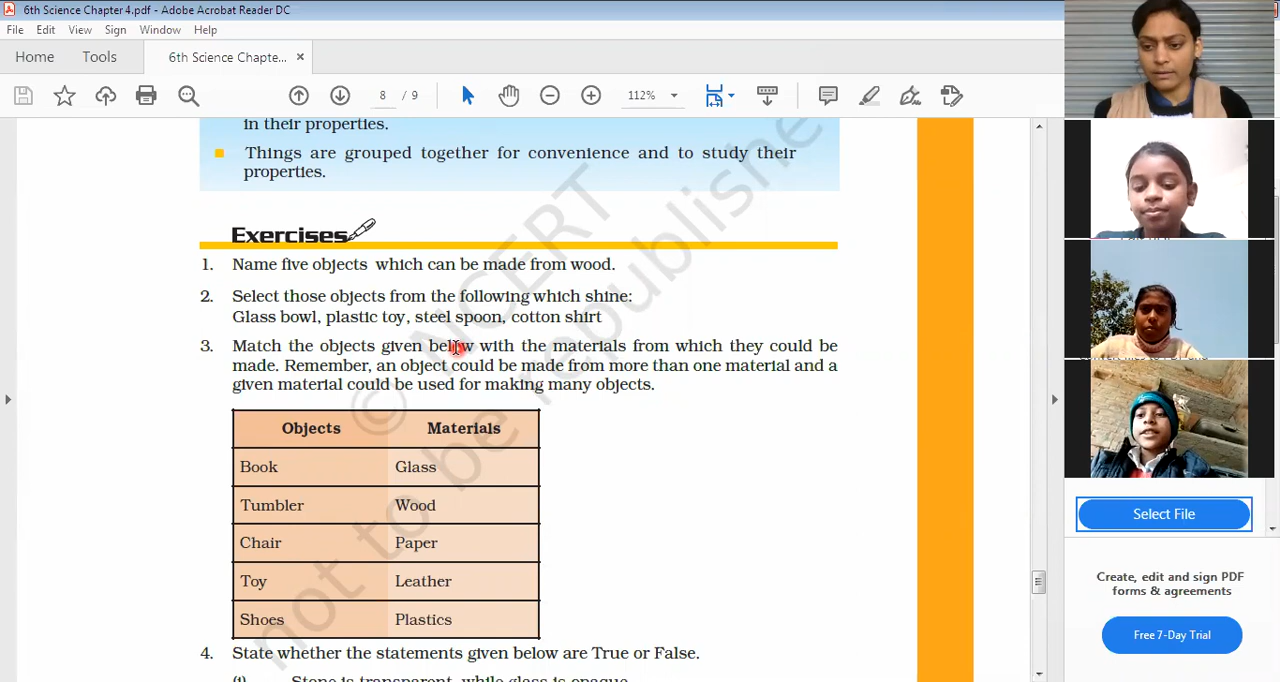 6th Science Chapter 4.pdf - Adobe Acrobat Reader DC
File Edit View Sign Window Help
Home Tools 6th Science Chapte... ×
8 / 9 112%
in their properties.
Things are grouped together for convenience and to study their
properties.
Exercises
1. Name five objects which can be made from wood.
2. Select those objects from the following which shine:
Glass bowl, plastic toy, steel spoon, cotton shirt
3. Match the objects given below with the materials from which they could be
made. Remember, an object could be made from more than one material and a
given material could be used for making many objects.
Objects Materials
Book Glass
Tumbler Wood
Chair Paper
Toy Leather
Shoes Plastics
4. State whether the statements given below are True or False.
(i) Stone is transparent, while glass is opaque.
© NCERT
not to be republishe
Select File
Create, edit and sign PDF
forms & agreements
Free 7-Day Trial